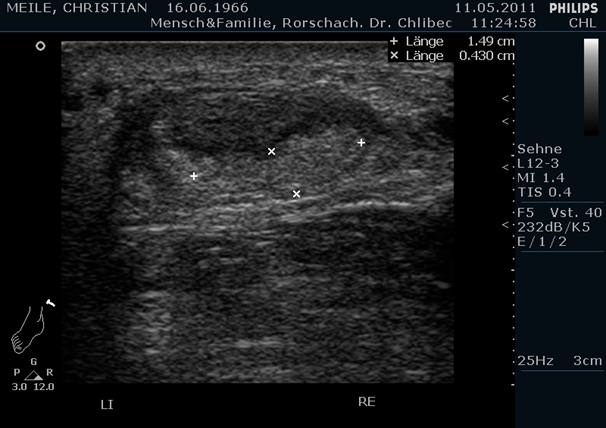 MEILE, CHRISTIAN 16.06.1966 11.05.2011 PHILIPS
Mensch&Familie, Rorschach. Dr. Chlibec 11:24:58 CHL
+ Länge 1.49 cm
× Länge 0.430 cm
Sehne
L12-3
MI 1.4
TIS 0.4
F5 Vst. 40
232dB/K5
E/1/2
G
P R
3.0 12.0
25Hz 3cm
LI RE